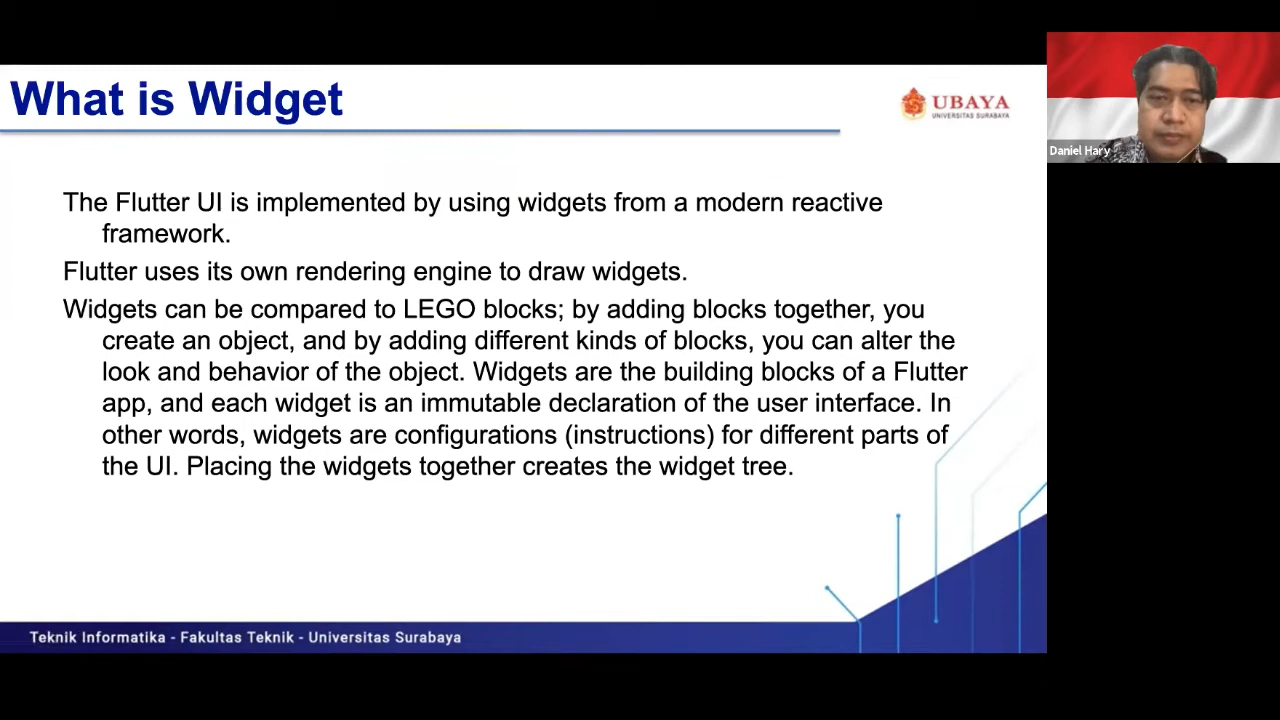 What is Widget
UBAYA
UNIVERSITAS SURABAYA
Daniel Hary
The Flutter UI is implemented by using widgets from a modern reactive
framework.
Flutter uses its own rendering engine to draw widgets.
Widgets can be compared to LEGO blocks; by adding blocks together, you
create an object, and by adding different kinds of blocks, you can alter the
look and behavior of the object. Widgets are the building blocks of a Flutter
app, and each widget is an immutable declaration of the user interface. In
other words, widgets are configurations (instructions) for different parts of
the UI. Placing the widgets together creates the widget tree.
Teknik Informatika - Fakultas Teknik - Universitas Surabaya